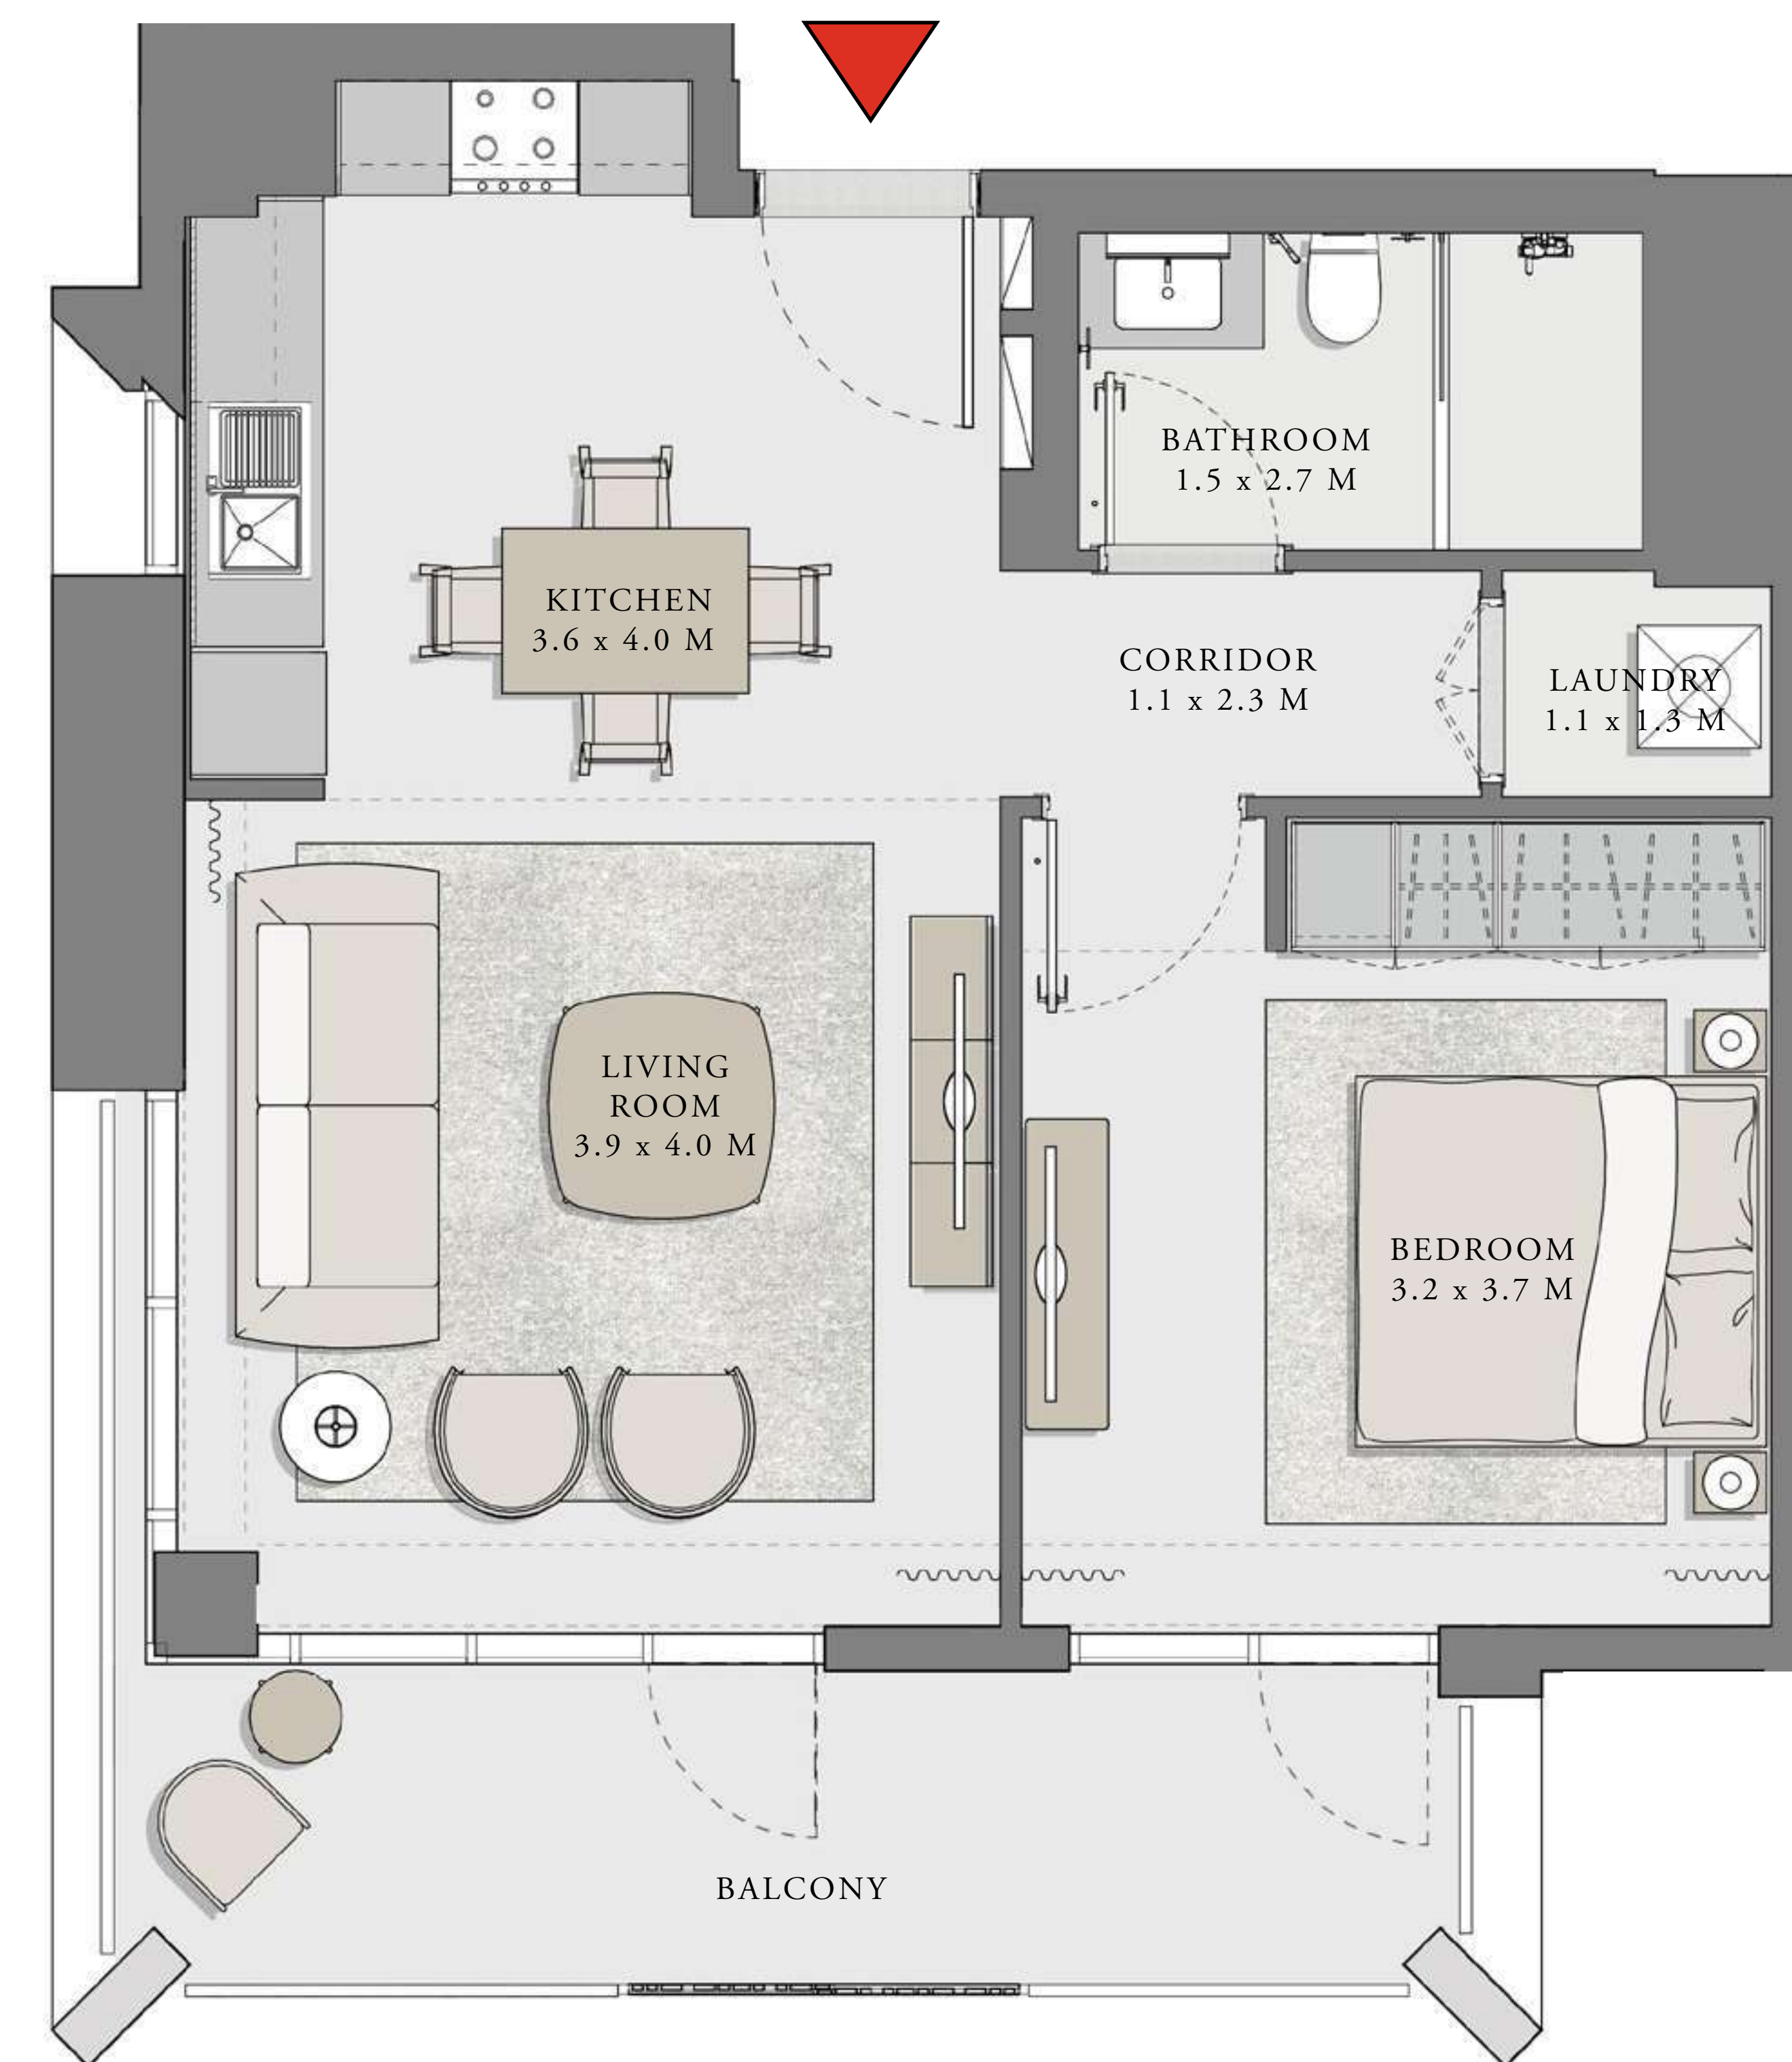 BATHROOM
1.5 x 2.7 M
KITCHEN
3.6 x 4.0 M
CORRIDOR
1.1 x 2.3 M
LAUNDRY
1.1 x 1.3 M
LIVING
ROOM
3.9 x 4.0 M
BEDROOM
3.2 x 3.7 M
BALCONY